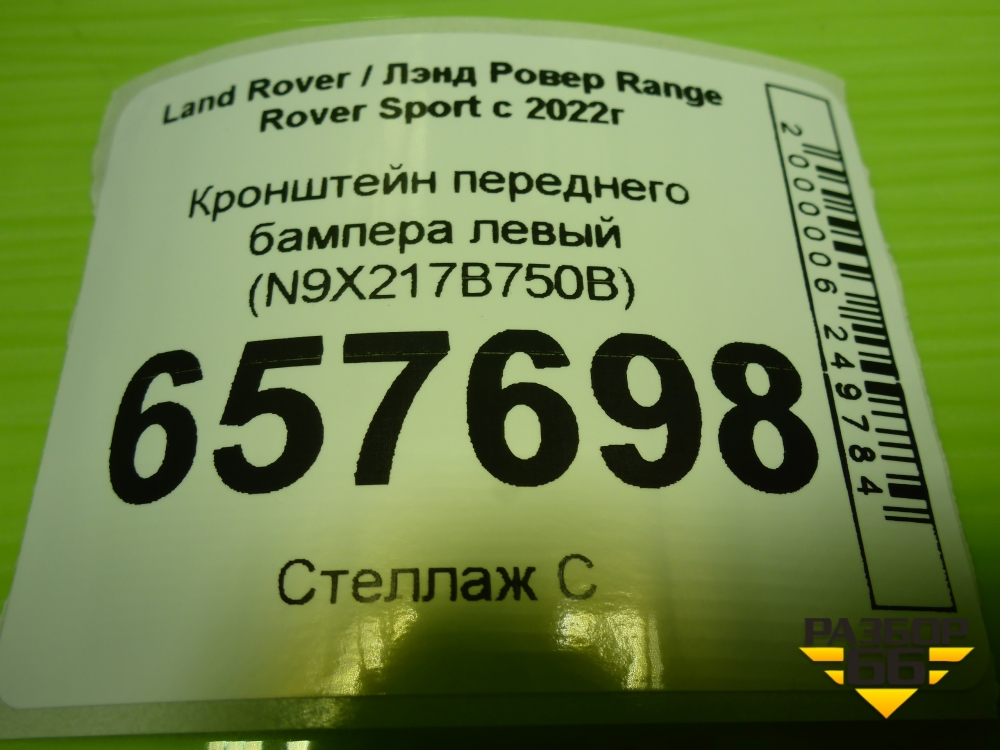 Land Rover / Лэнд Ровер Range
Rover Sport с 2022г
Кронштейн переднего
бампера левый
(N9X217B750B)
657698
Стеллаж С
2000006249784
РАЗБОР
66